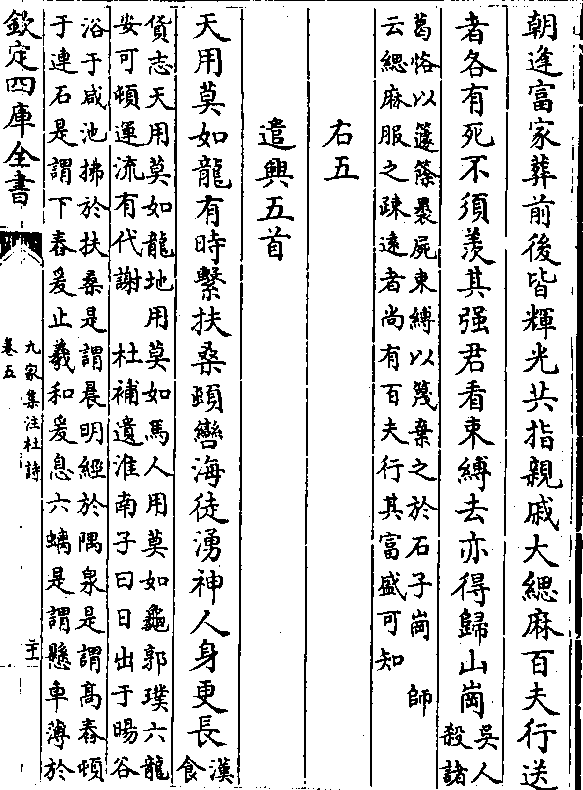 朝逢富家葬前後皆輝光共指親戚大緦麻百夫行送
者各有死不須羨其强君看束縛去亦得歸山崗
吳人殺諸
葛恪以籧篨裹屍束縛以篾棄之於石子崗　師
云緦麻服之疎遠者尚有百夫行其富盛可知
右五
遣興五首
天用莫如龍有時繫扶桑頓轡海徒湧神人身更長
漢食
貨志天用莫如龍地用莫如馬人用莫如龜郭璞六龍
安可頓運流有代謝　杜補遺淮南子曰日出于暘谷
浴于咸池拂於扶桑是謂晨明經於隅泉是謂髙舂頓
于連石是謂下舂爰止羲和爰息六螭是謂懸車薄於
欽定四庫全書
九家集注杜詩
卷五
二十一